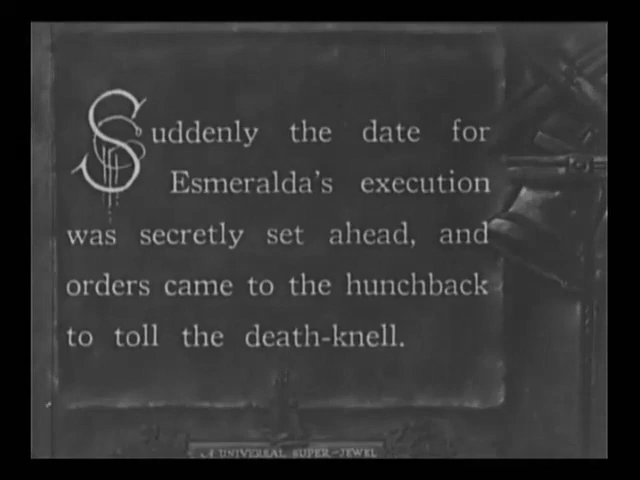 Suddenly the date for
Esmeralda's execution
was secretly set ahead, and
orders came to the hunchback
to toll the death-knell.
A UNIVERSAL SUPER-JEWEL